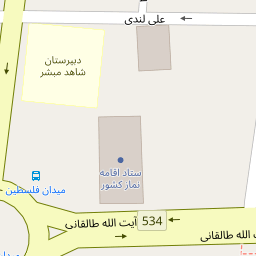 علی لندی
دبیرستان
شاهد مبشر
ستاد اقامه
نماز کشور
میدان فلسطین
آیت الله طالقانی
534
آیت الله طالقانی